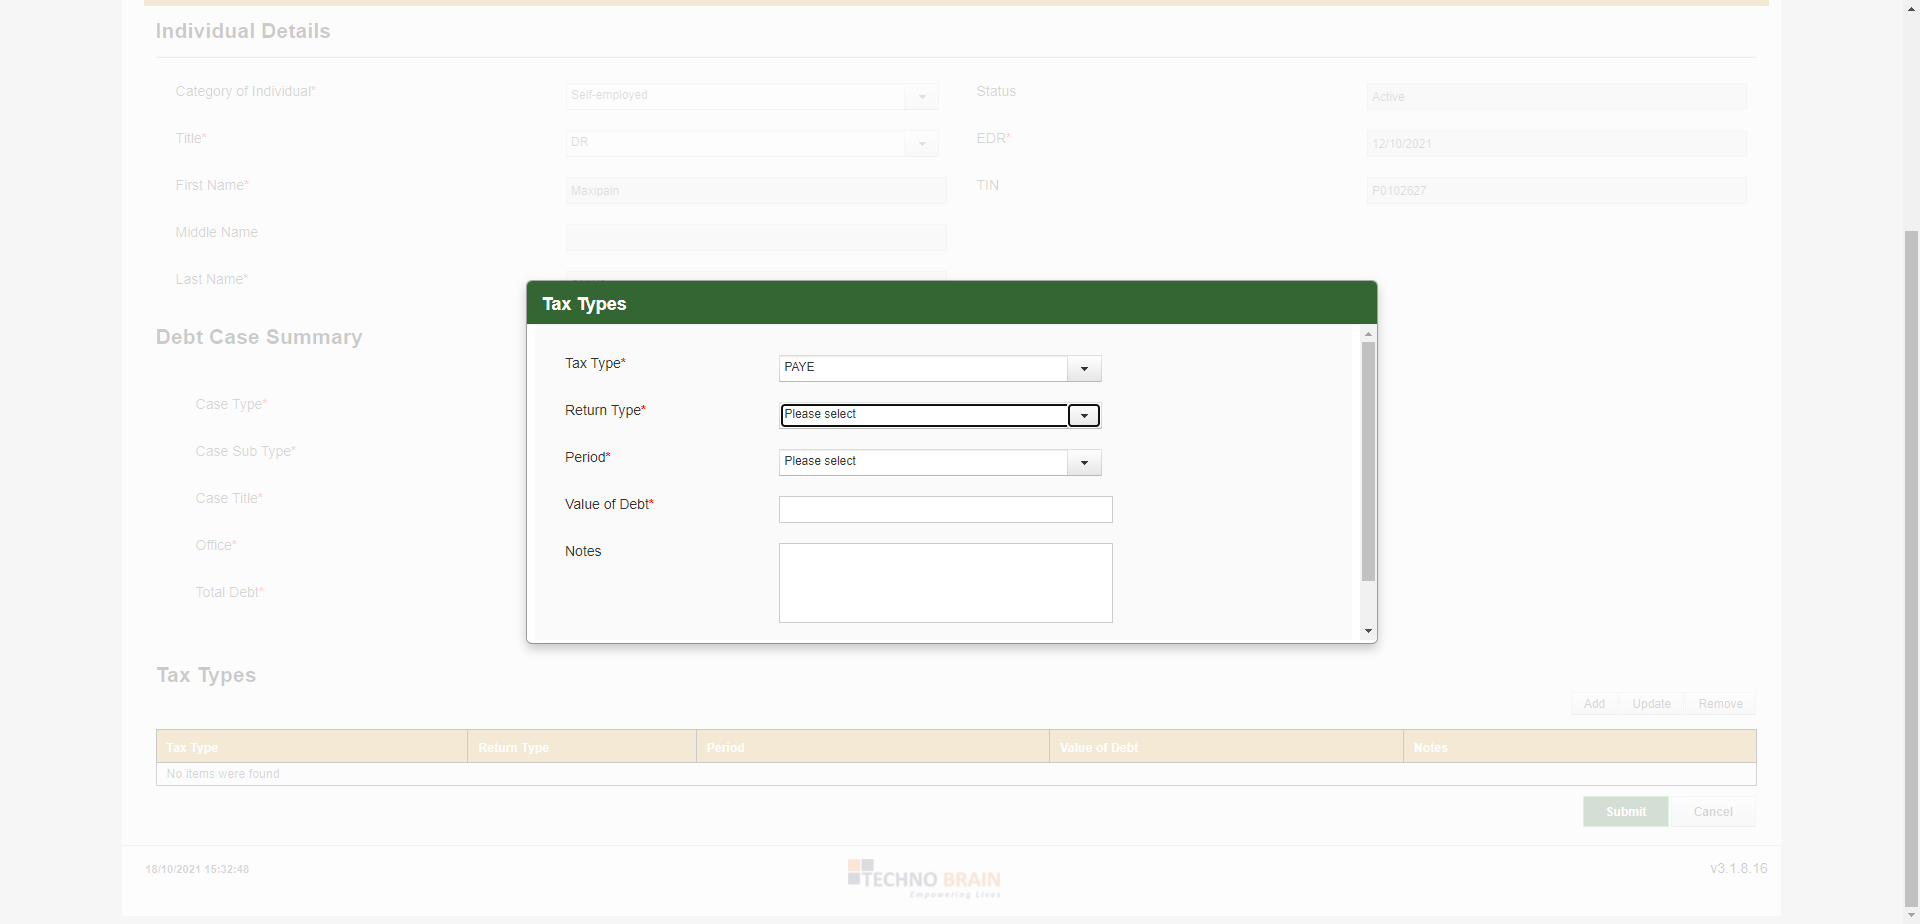 Individual Details
Category of Individual* Self-employed Status Active
Title* DR EDR* 12/10/2021
First Name* Maxipain TIN P0102627
Middle Name
Last Name*
Tax Types
Debt Case Summary
Tax Type* PAYE
Return Type* Please select
Case Type*
Case Sub Type*
Period* Please select
Case Title*
Value of Debt*
Office*
Notes
Total Debt*
Tax Types
Add Update Remove
Tax Type Return Type Period Value of Debt Notes
No items were found
Submit Cancel
18/10/2021 15:32:48
TECHNO BRAIN
Empowering Lives
v3.1.8.16